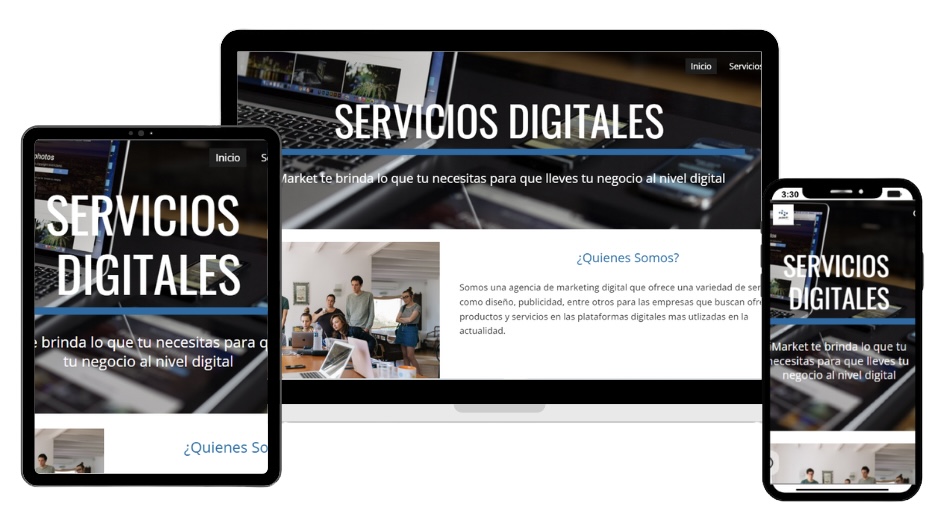 Inicio
Servicios
SERVICIOS DIGITALES
Market te brinda lo que tu necesitas para que lleves tu negocio al nivel digital
¿Quienes Somos?
Somos una agencia de marketing digital que ofrece una variedad de ser
como diseño, publicidad, entre otros para las empresas que buscan ofre
productos y servicios en las plataformas digitales mas utlizadas en la
actualidad.
photos
Inicio
S
SERVICIOS
DIGITALES
e brinda lo que tu necesitas para q
tu negocio al nivel digital
¿Quienes So
3:30
SERVICIOS
DIGITALES
Market te brinda lo que tu
necesitas para que lleves tu
negocio al nivel digital